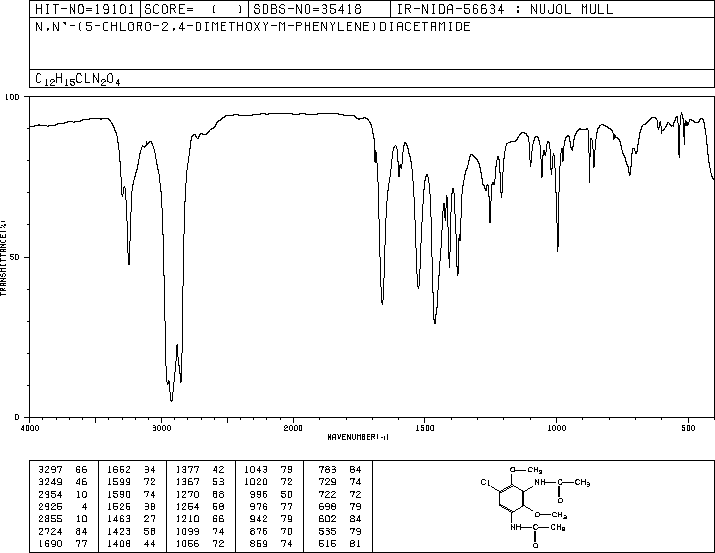 HIT-NO=19101 SCORE= ( ) SDBS-NO=35418 IR-NIDA-56634 : NUJOL MULL
N,N'-(5-CHLORO-2,4-DIMETHOXY-M-PHENYLENE)DIACETAMIDE
C12H15CLN2O4
100
50
0
TRANSMITTANCE(%)
4000 3000 2000 1500 1000 500
WAVENUMBER(-1)
3297 66 1662 34 1377 42 1043 79 783 84
3249 46 1599 72 1367 53 1020 72 729 74
2954 10 1590 74 1270 68 996 50 722 72
2925 4 1526 38 1254 58 976 77 698 79
2855 10 1463 27 1210 66 942 79 602 84
2724 84 1423 58 1099 74 876 70 535 79
1690 77 1408 44 1056 72 859 74 516 81
O—CH3
Cl
NH—C—CH3
O
O—CH3
NH—C—CH3
O